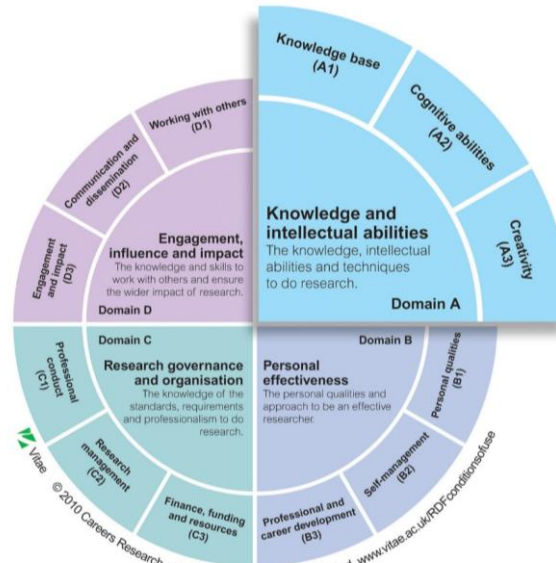 Knowledge base
(A1)
Cognitive abilities
(A2)
Creativity
(A3)
Knowledge and
intellectual abilities
The knowledge, intellectual
abilities and techniques
to do research.
Domain A
Working with others
(D1)
Communication and
dissemination
(D2)
Engagement
and impact
(D3)
Engagement,
influence and impact
The knowledge and skills to
work with others and ensure
the wider impact of research.
Domain D
Domain C
Research governance
and organisation
The knowledge of the
standards, requirements
and professionalism to do
research.
Professional
conduct
(C1)
Research
management
(C2)
Finance, funding
and resources
(C3)
Domain B
Personal
effectiveness
The personal qualities and
approach to be an effective
researcher.
Personal qualities
(B1)
Self-management
(B2)
Professional and
career development
(B3)
Vitae
© 2010 Careers Research
www.vitae.ac.uk/RDFconditionsofuse